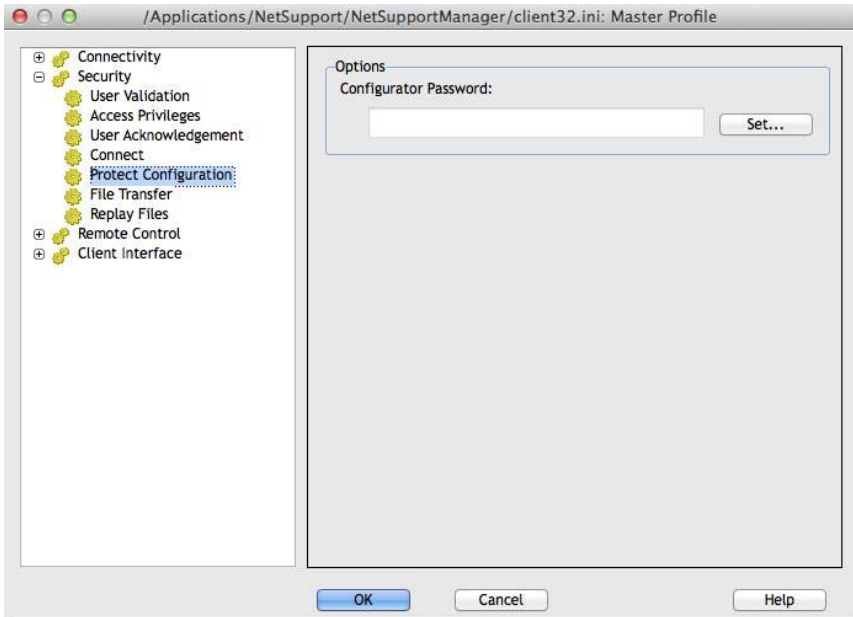 /Applications/NetSupport/NetSupportManager/client32.ini: Master Profile
Connectivity
Security
User Validation
Access Privileges
User Acknowledgement
Connect
Protect Configuration
File Transfer
Replay Files
Remote Control
Client Interface
Options
Configurator Password:
Set...
OK
Cancel
Help